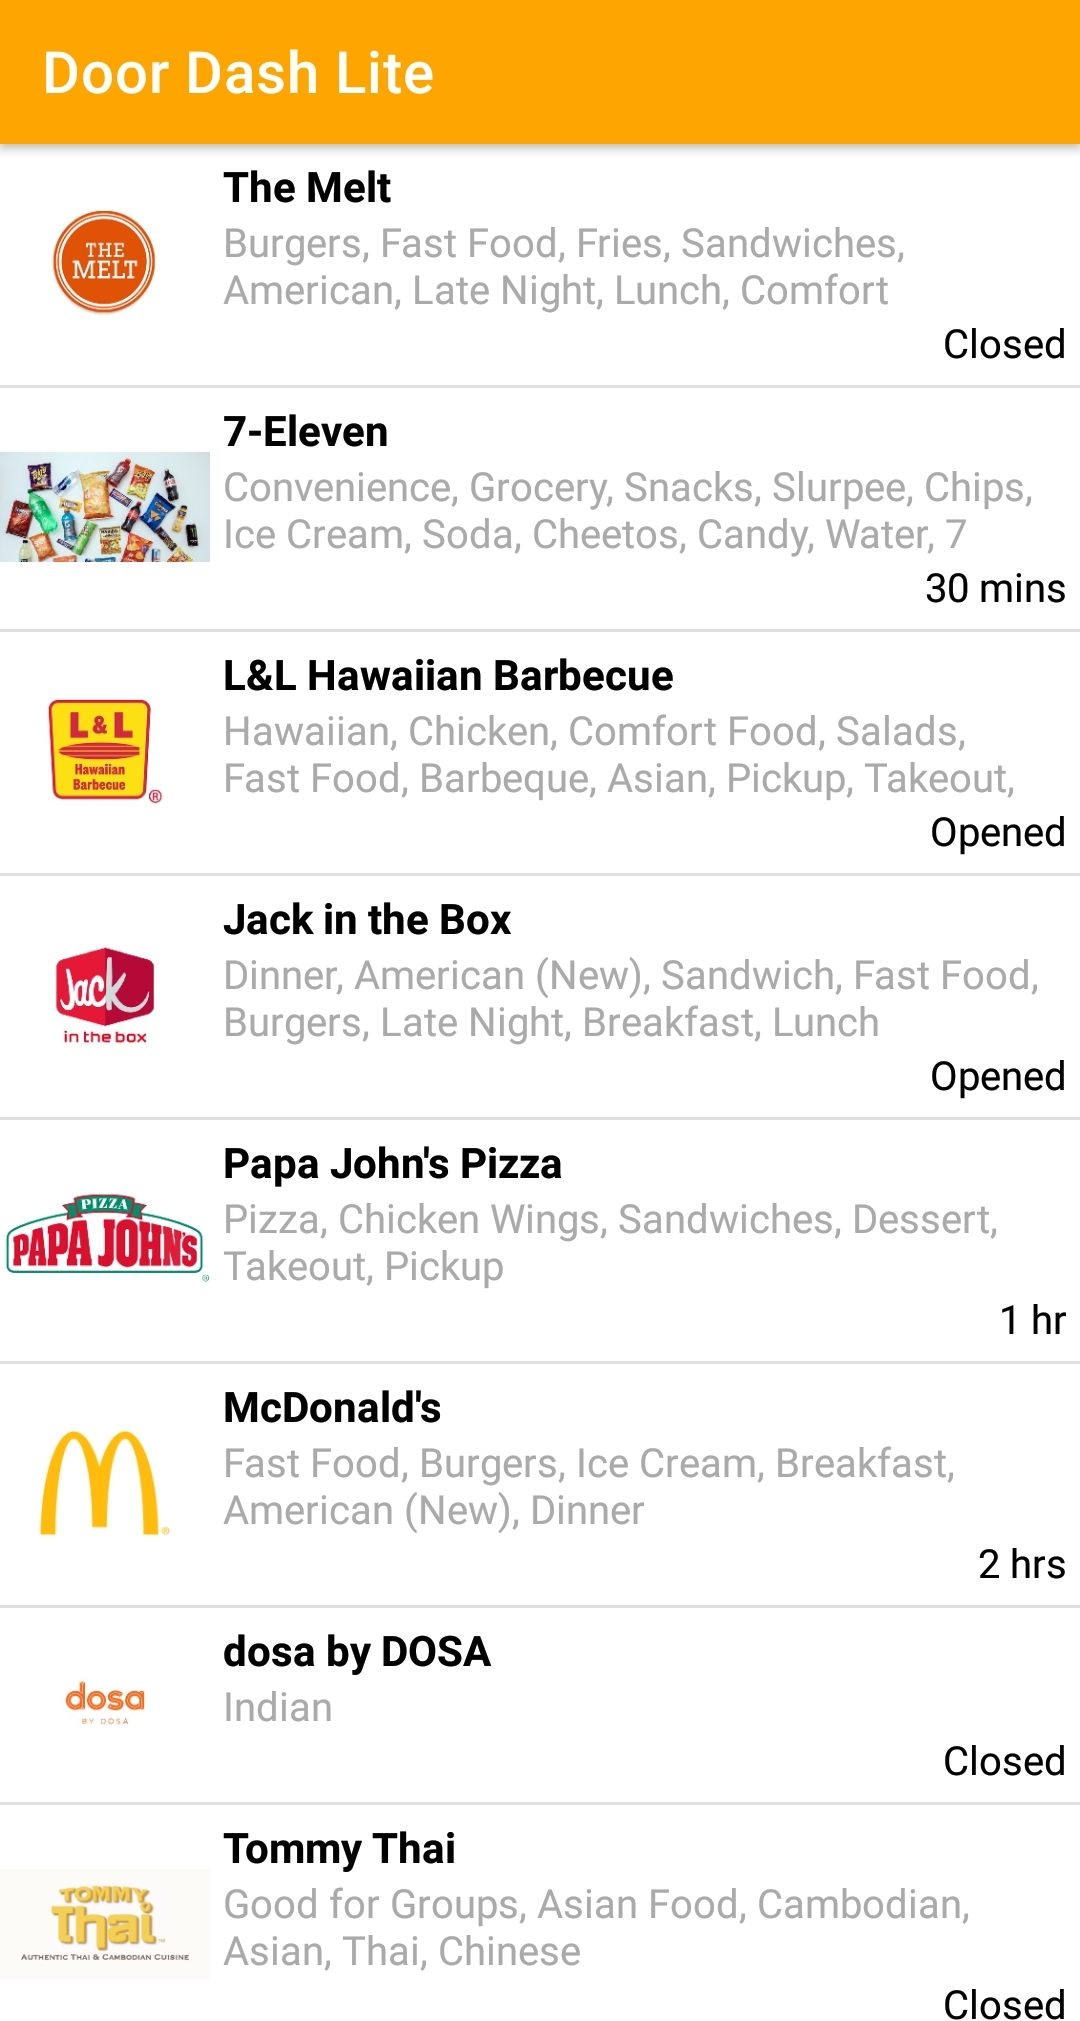 Door Dash Lite
The Melt
THE
MELT
Burgers, Fast Food, Fries, Sandwiches,
American, Late Night, Lunch, Comfort
Closed
7-Eleven
Convenience, Grocery, Snacks, Slurpee, Chips,
Ice Cream, Soda, Cheetos, Candy, Water, 7
30 mins
L&L Hawaiian Barbecue
L & L
Hawaiian
Barbecue
®
Hawaiian, Chicken, Comfort Food, Salads,
Fast Food, Barbeque, Asian, Pickup, Takeout,
Opened
Jack in the Box
Jack
in the box
Dinner, American (New), Sandwich, Fast Food,
Burgers, Late Night, Breakfast, Lunch
Opened
Papa John's Pizza
PIZZA
PAPA JOHN'S
®
Pizza, Chicken Wings, Sandwiches, Dessert,
Takeout, Pickup
1 hr
McDonald's
M
®
Fast Food, Burgers, Ice Cream, Breakfast,
American (New), Dinner
2 hrs
dosa by DOSA
dosa
BY DOSA
Indian
Closed
Tommy Thai
TOMMY
Thai
AUTHENTIC THAI & CAMBODIAN CUISINE
Good for Groups, Asian Food, Cambodian,
Asian, Thai, Chinese
Closed